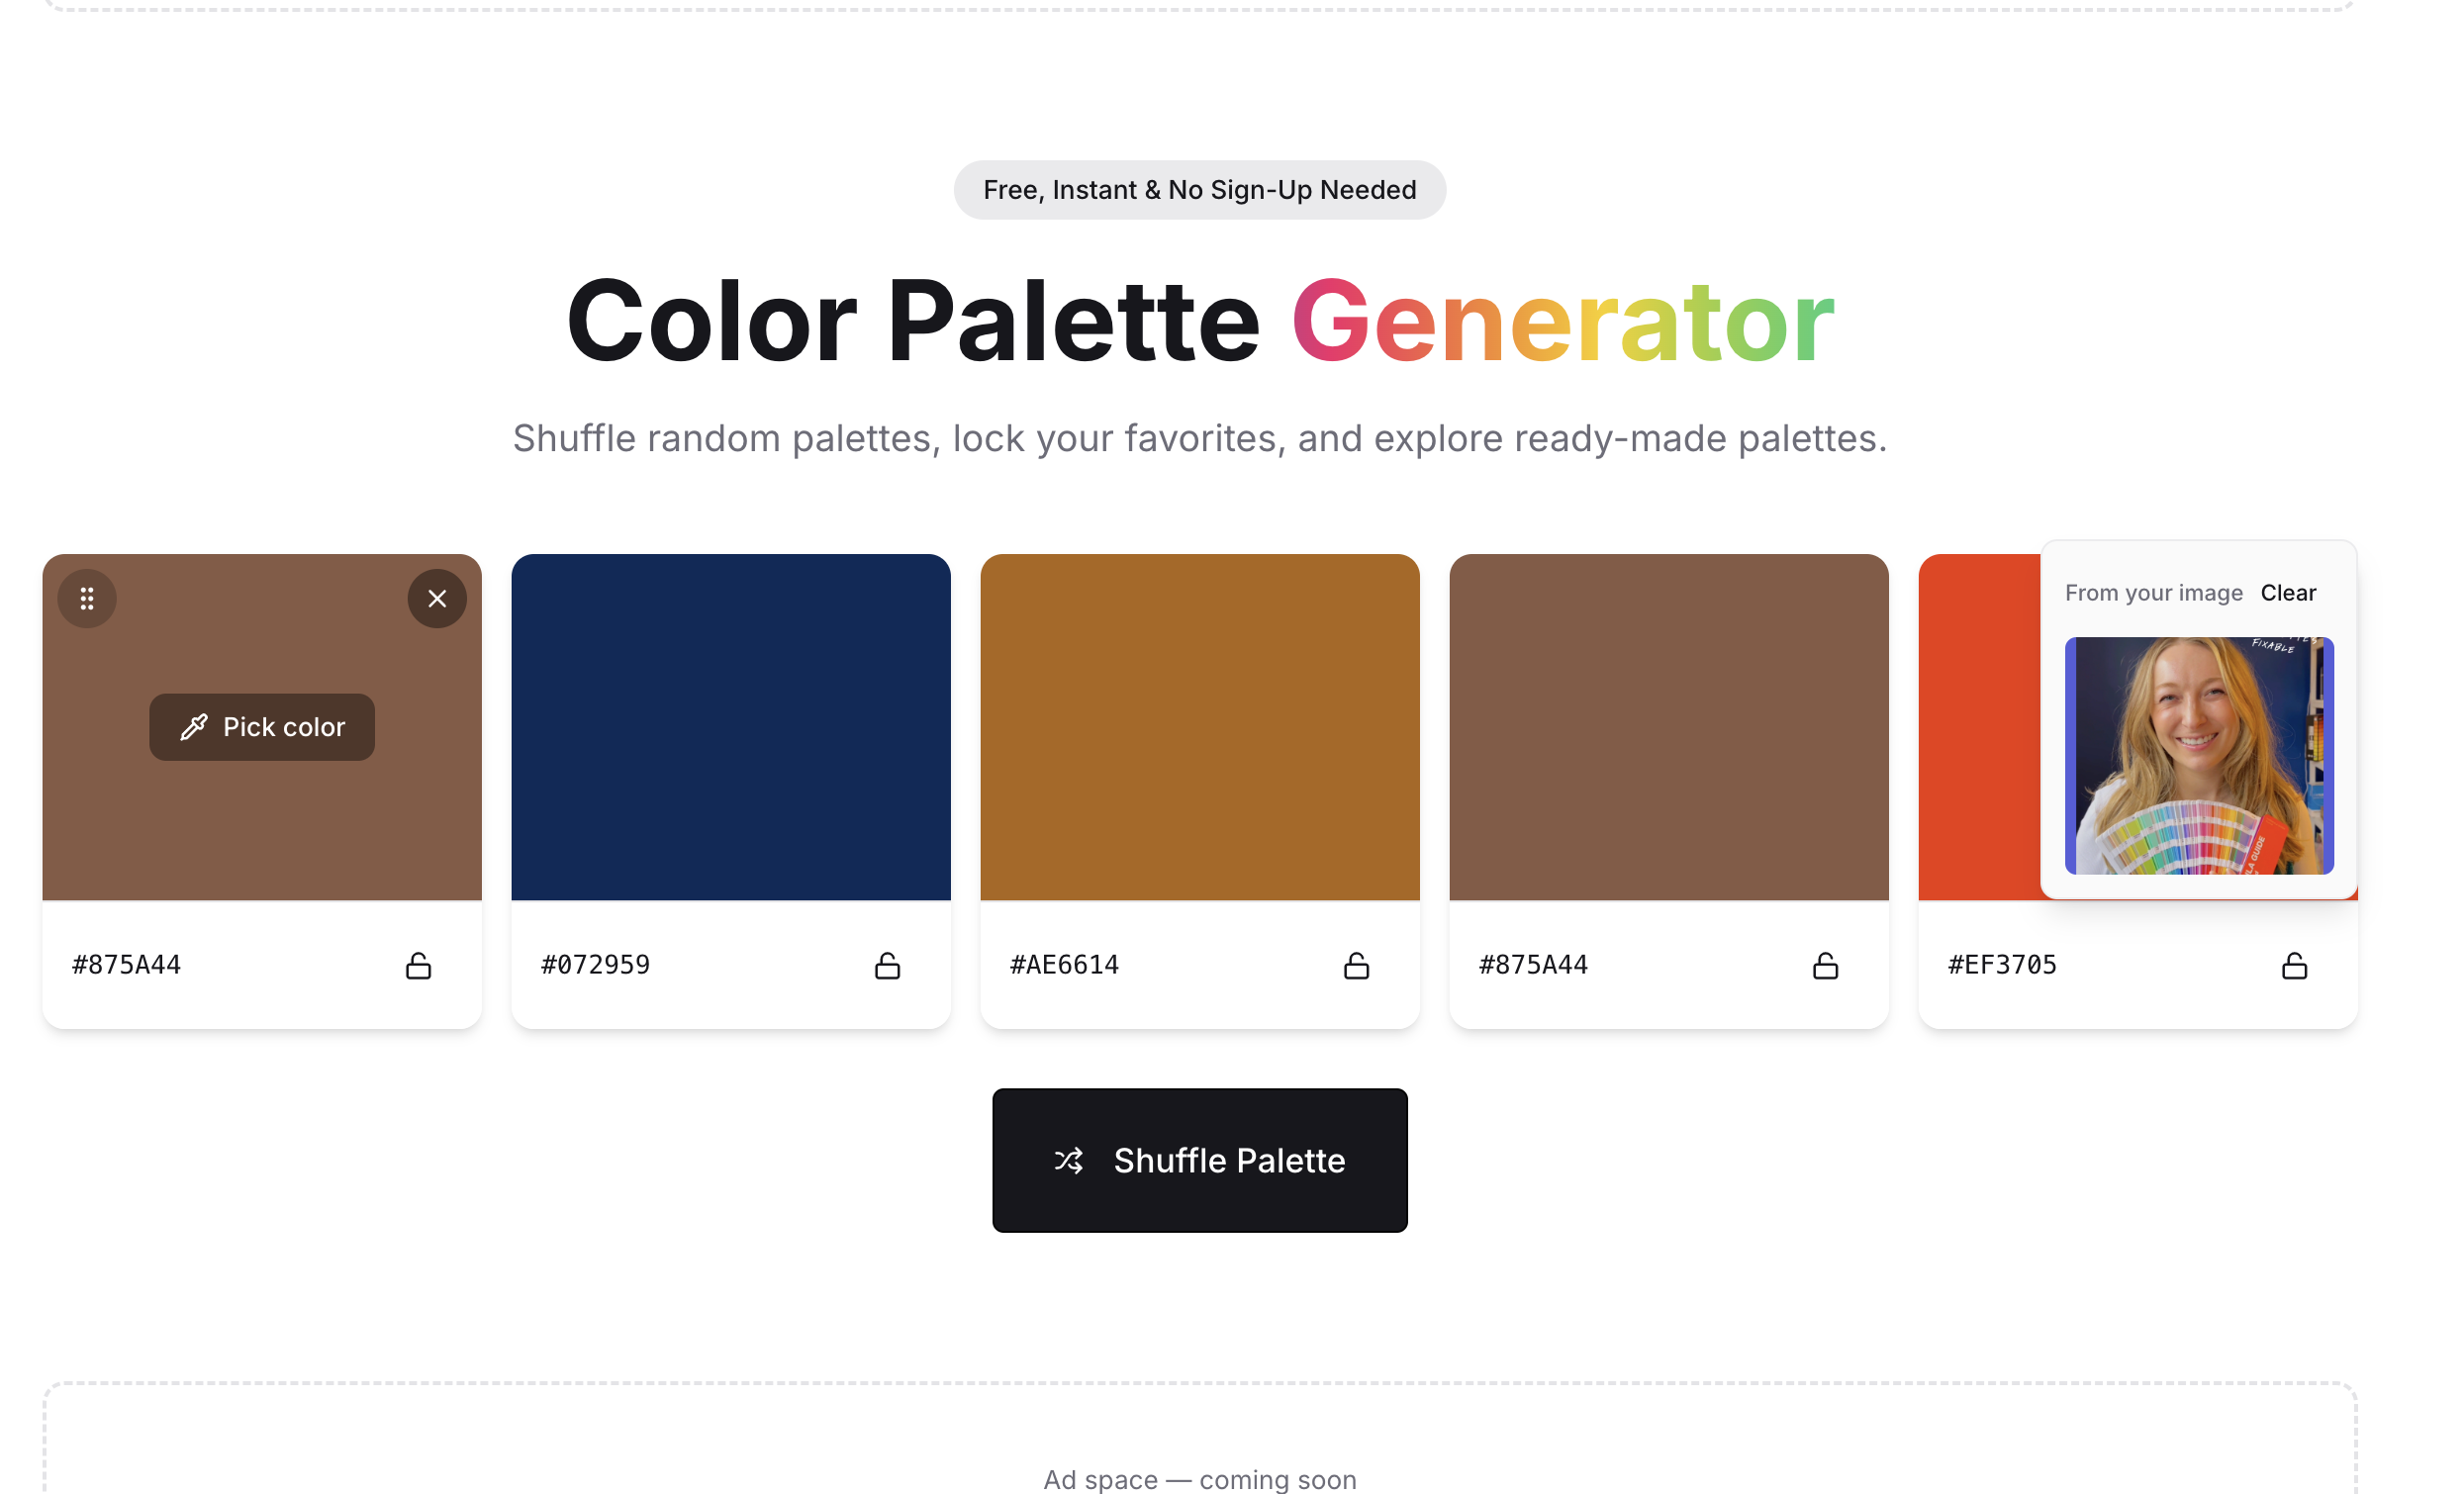 Free, Instant & No Sign-Up Needed
Color Palette Generator
Shuffle random palettes, lock your favorites, and explore ready-made palettes.
From your image Clear
FIXABLE
Pick color
LA GUIDE
#875A44
#072959
#AE6614
#875A44
#EF3705
Shuffle Palette
Ad space — coming soon